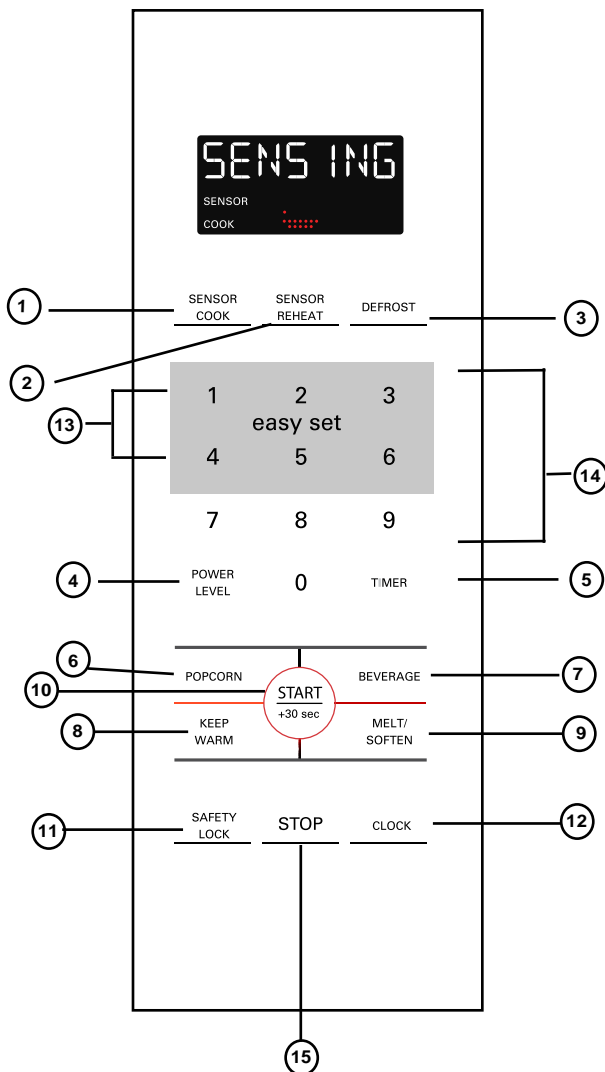 SENSING
SENSOR
COOK
SENSOR
COOK
SENSOR
REHEAT
DEFROST
1
2
3
1 2 3
easy set
13
4 5 6
14
7 8 9
4
POWER
LEVEL
0
TIMER
5
6
POPCORN
BEVERAGE
7
10
START
+30 sec
8
KEEP
WARM
MELT/
SOFTEN
9
11
SAFETY
LOCK
STOP
CLOCK
12
15